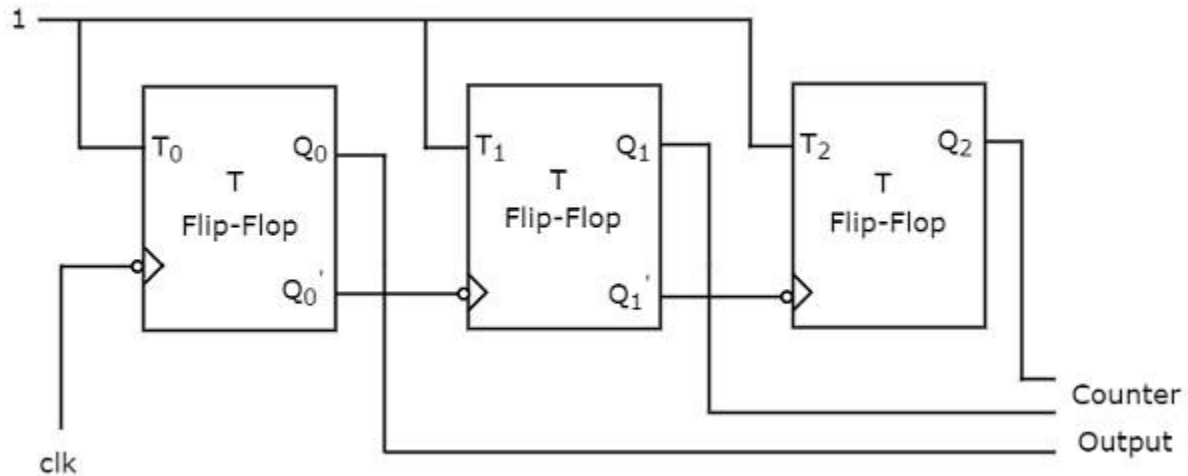 1
T₀ Q₀
T
Flip-Flop
Q₀'
T₁ Q₁
T
Flip-Flop
Q₁'
T₂ Q₂
T
Flip-Flop
Counter
Output
clk